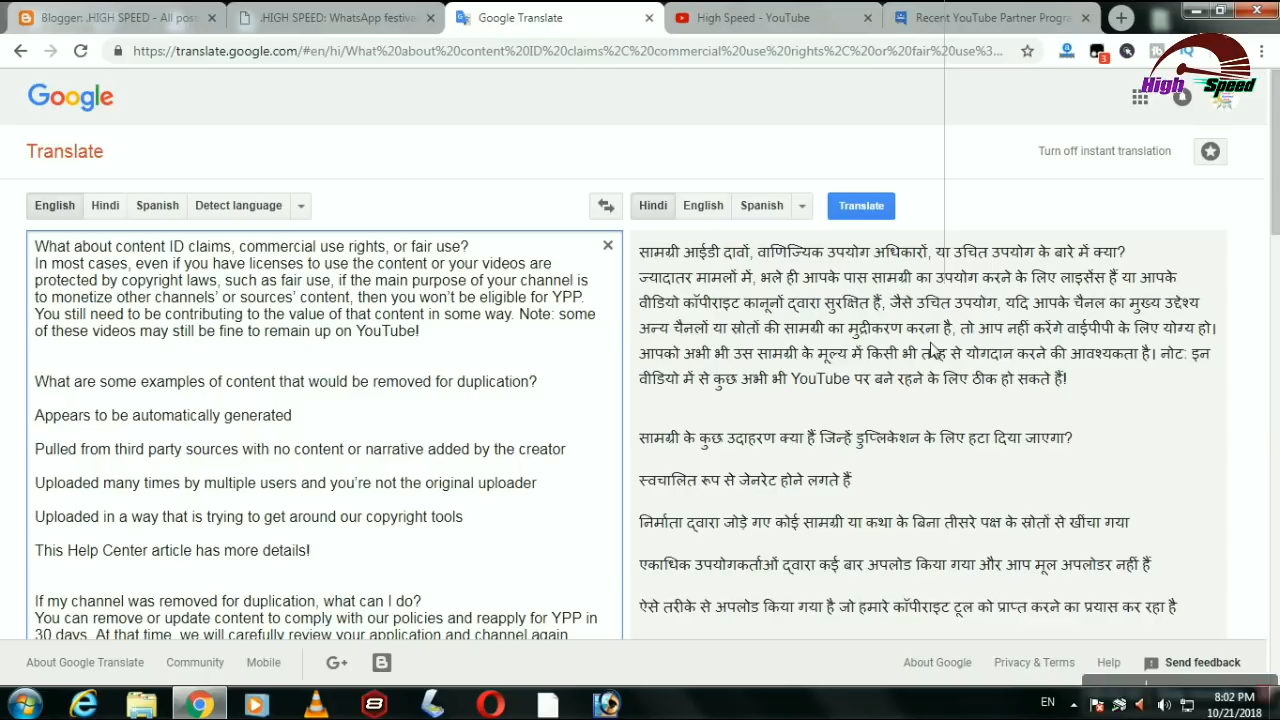 Blogger: .HIGH SPEED - All post
.HIGH SPEED: WhatsApp festive
Google Translate
High Speed - YouTube
Recent YouTube Partner Progra
https://translate.google.com/#en/hi/What%20about%20content%20ID%20claims%2C%20commercial%20use%20rights%2C%20or%20fair%20use%...
3
High Speed
Google
Translate
Turn off instant translation
English Hindi Spanish Detect language
Hindi English Spanish Translate
What about content ID claims, commercial use rights, or fair use?
In most cases, even if you have licenses to use the content or your videos are
protected by copyright laws, such as fair use, if the main purpose of your channel is
to monetize other channels' or sources' content, then you won't be eligible for YPP.
You still need to be contributing to the value of that content in some way. Note: some
of these videos may still be fine to remain up on YouTube!
What are some examples of content that would be removed for duplication?
Appears to be automatically generated
Pulled from third party sources with no content or narrative added by the creator
Uploaded many times by multiple users and you're not the original uploader
Uploaded in a way that is trying to get around our copyright tools
This Help Center article has more details!
If my channel was removed for duplication, what can I do?
You can remove or update content to comply with our policies and reapply for YPP in
30 days. At that time, we will carefully review your application and channel again
सामग्री आईडी दावों, वाणिज्यिक उपयोग अधिकारों, या उचित उपयोग के बारे में क्या?
ज्यादातर मामलों में, भले ही आपके पास सामग्री का उपयोग करने के लिए लाइसेंस हैं या आपके
वीडियो कॉपीराइट कानूनों द्वारा सुरक्षित हैं, जैसे उचित उपयोग, यदि आपके चैनल का मुख्य उद्देश्य
अन्य चैनलों या स्रोतों की सामग्री का मुद्रीकरण करना है, तो आप नहीं करेंगे वाईपीपी के लिए योग्य हो।
आपको अभी भी उस सामग्री के मूल्य में किसी भी तरह से योगदान करने की आवश्यकता है। नोट: इन
वीडियो में से कुछ अभी भी YouTube पर बने रहने के लिए ठीक हो सकते हैं!
सामग्री के कुछ उदाहरण क्या हैं जिन्हें डुप्लिकेशन के लिए हटा दिया जाएगा?
स्वचालित रूप से जेनरेट होने लगते हैं
निर्माता द्वारा जोड़े गए कोई सामग्री या कथा के बिना तीसरे पक्ष के स्रोतों से खींचा गया
एकाधिक उपयोगकर्ताओं द्वारा कई बार अपलोड किया गया और आप मूल अपलोडर नहीं हैं
ऐसे तरीके से अपलोड किया गया है जो हमारे कॉपीराइट टूल को प्राप्त करने का प्रयास कर रहा है
About Google Translate Community Mobile G+ About Google Privacy & Terms Help Send feedback
EN
8:02 PM
10/21/2018